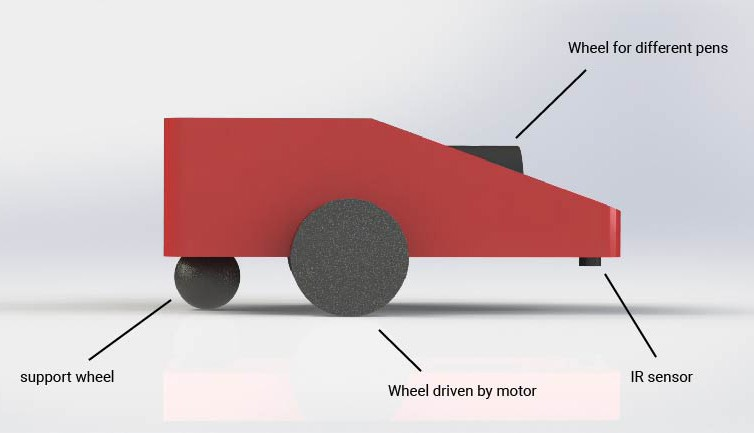 Wheel for different pens
support wheel
Wheel driven by motor
IR sensor